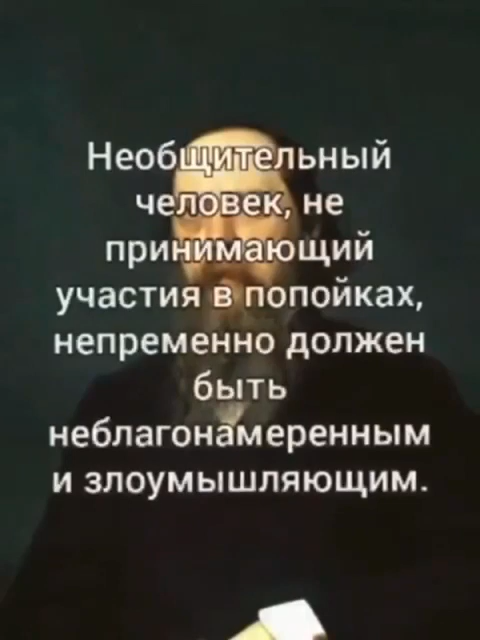 Необщительный
человек, не
принимающий
участия в попойках,
непременно должен
быть
неблагонамеренным
и злоумышляющим.